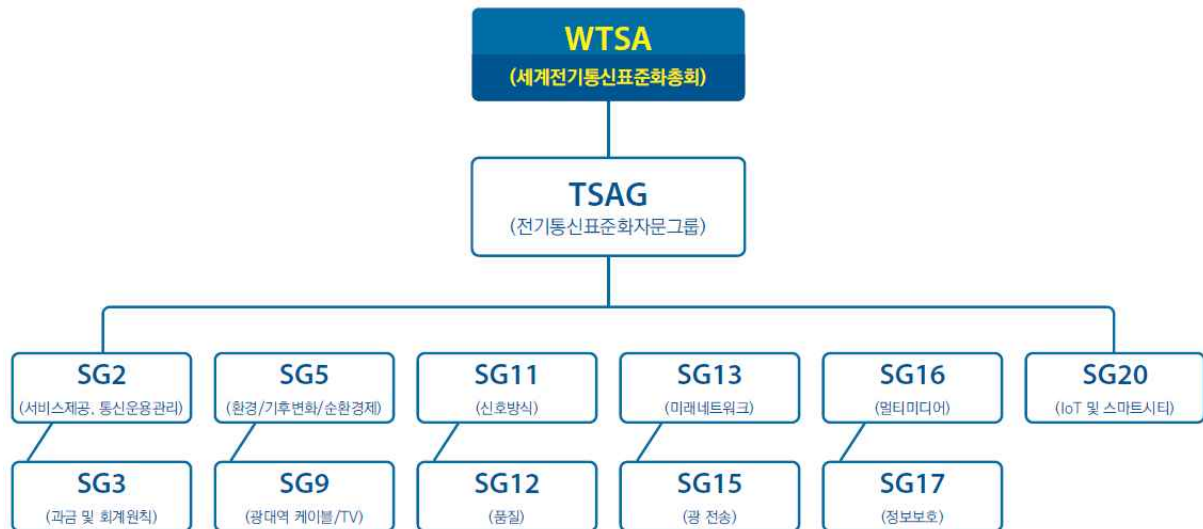 WTSA
(세계전기통신표준화총회)
TSAG
(전기통신표준화자문그룹)
SG2
(서비스제공, 통신운용관리)
SG5
(환경/기후변화/순환경제)
SG11
(신호방식)
SG13
(미래네트워크)
SG16
(멀티미디어)
SG20
(IoT 및 스마트시티)
SG3
(과금 및 회계원칙)
SG9
(광대역 케이블/TV)
SG12
(품질)
SG15
(광 전송)
SG17
(정보보호)